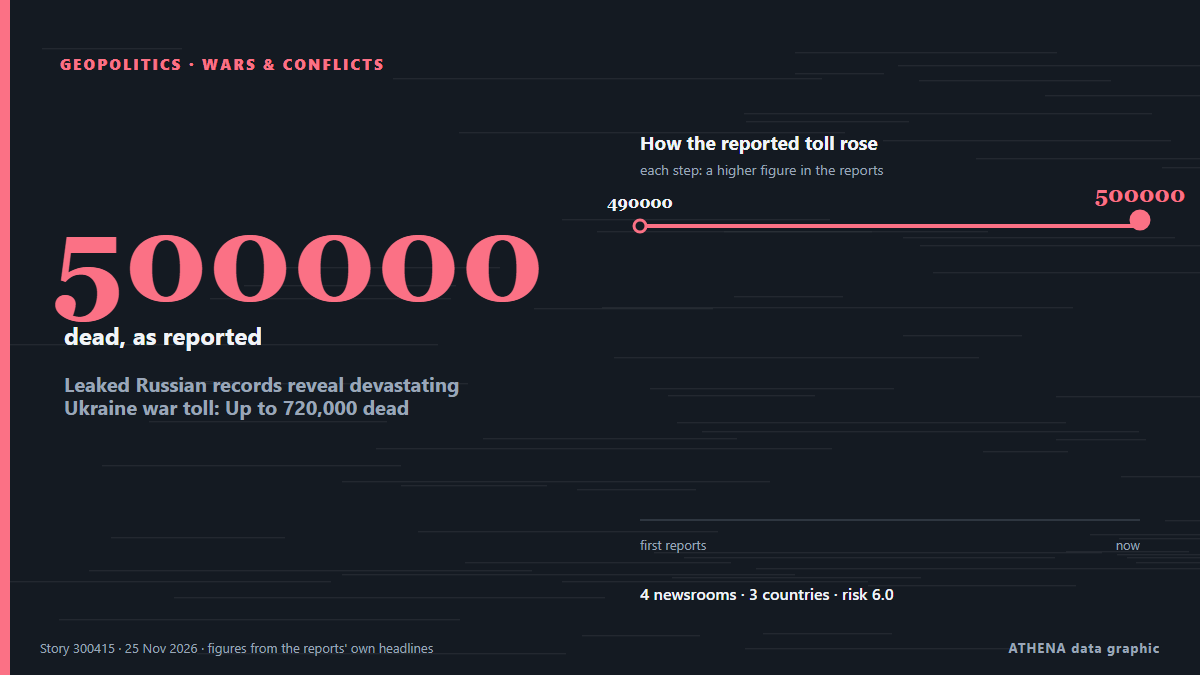 GEOPOLITICS · WARS & CONFLICTS
How the reported toll rose
each step: a higher figure in the reports
490000
500000
500000
dead, as reported
Leaked Russian records reveal devastating
Ukraine war toll: Up to 720,000 dead
first reports
now
4 newsrooms · 3 countries · risk 6.0
Story 300415 · 25 Nov 2026 · figures from the reports' own headlines
ATHENA data graphic